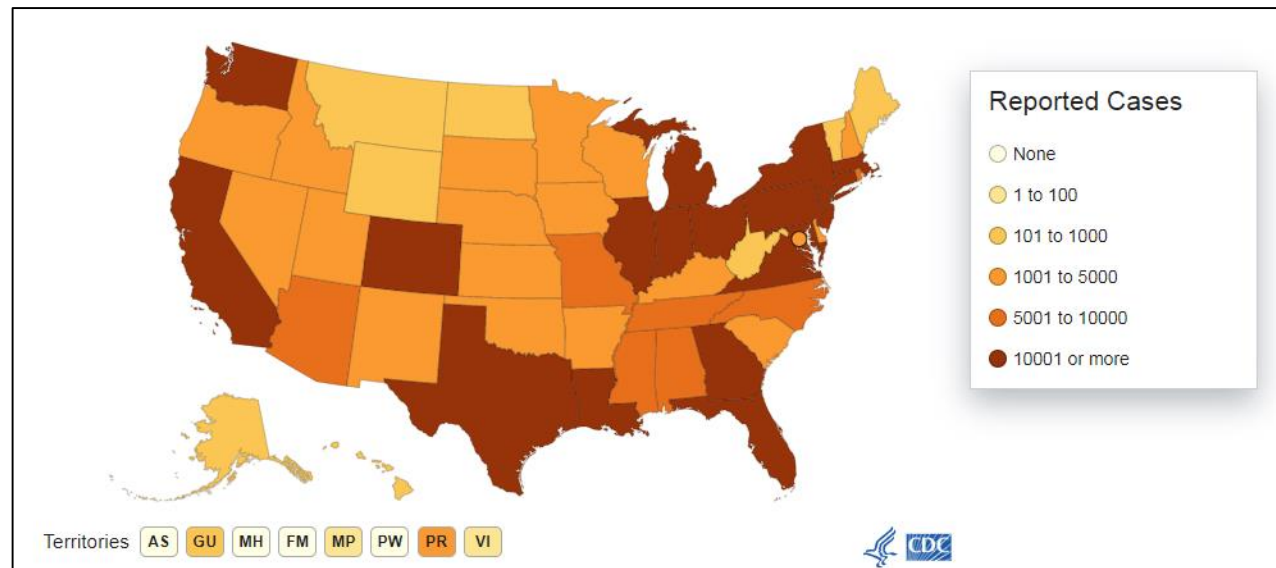 Reported Cases
None
1 to 100
101 to 1000
1001 to 5000
5001 to 10000
10001 or more
Territories AS GU MH FM MP PW PR VI
CDC